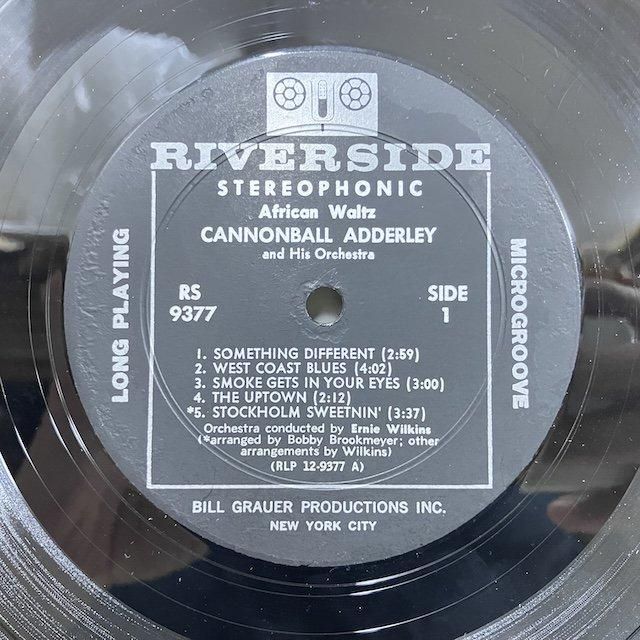 RIVERSIDE
STEREOPHONIC
African Waltz
CANNONBALL ADDERLEY
and His Orchestra
RS
9377
SIDE
1
LONG PLAYING
MICROGROOVE
1. SOMETHING DIFFERENT (2:59)
2. WEST COAST BLUES (4:02)
3. SMOKE GETS IN YOUR EYES (3:00)
4. THE UPTOWN (2:12)
*5. STOCKHOLM SWEETNIN' (3:37)
Orchestra conducted by Ernie Wilkins
(*arranged by Bobby Brookmeyer; other
arrangements by Wilkins)
(RLP 12-9377 A)
BILL GRAUER PRODUCTIONS INC.
NEW YORK CITY